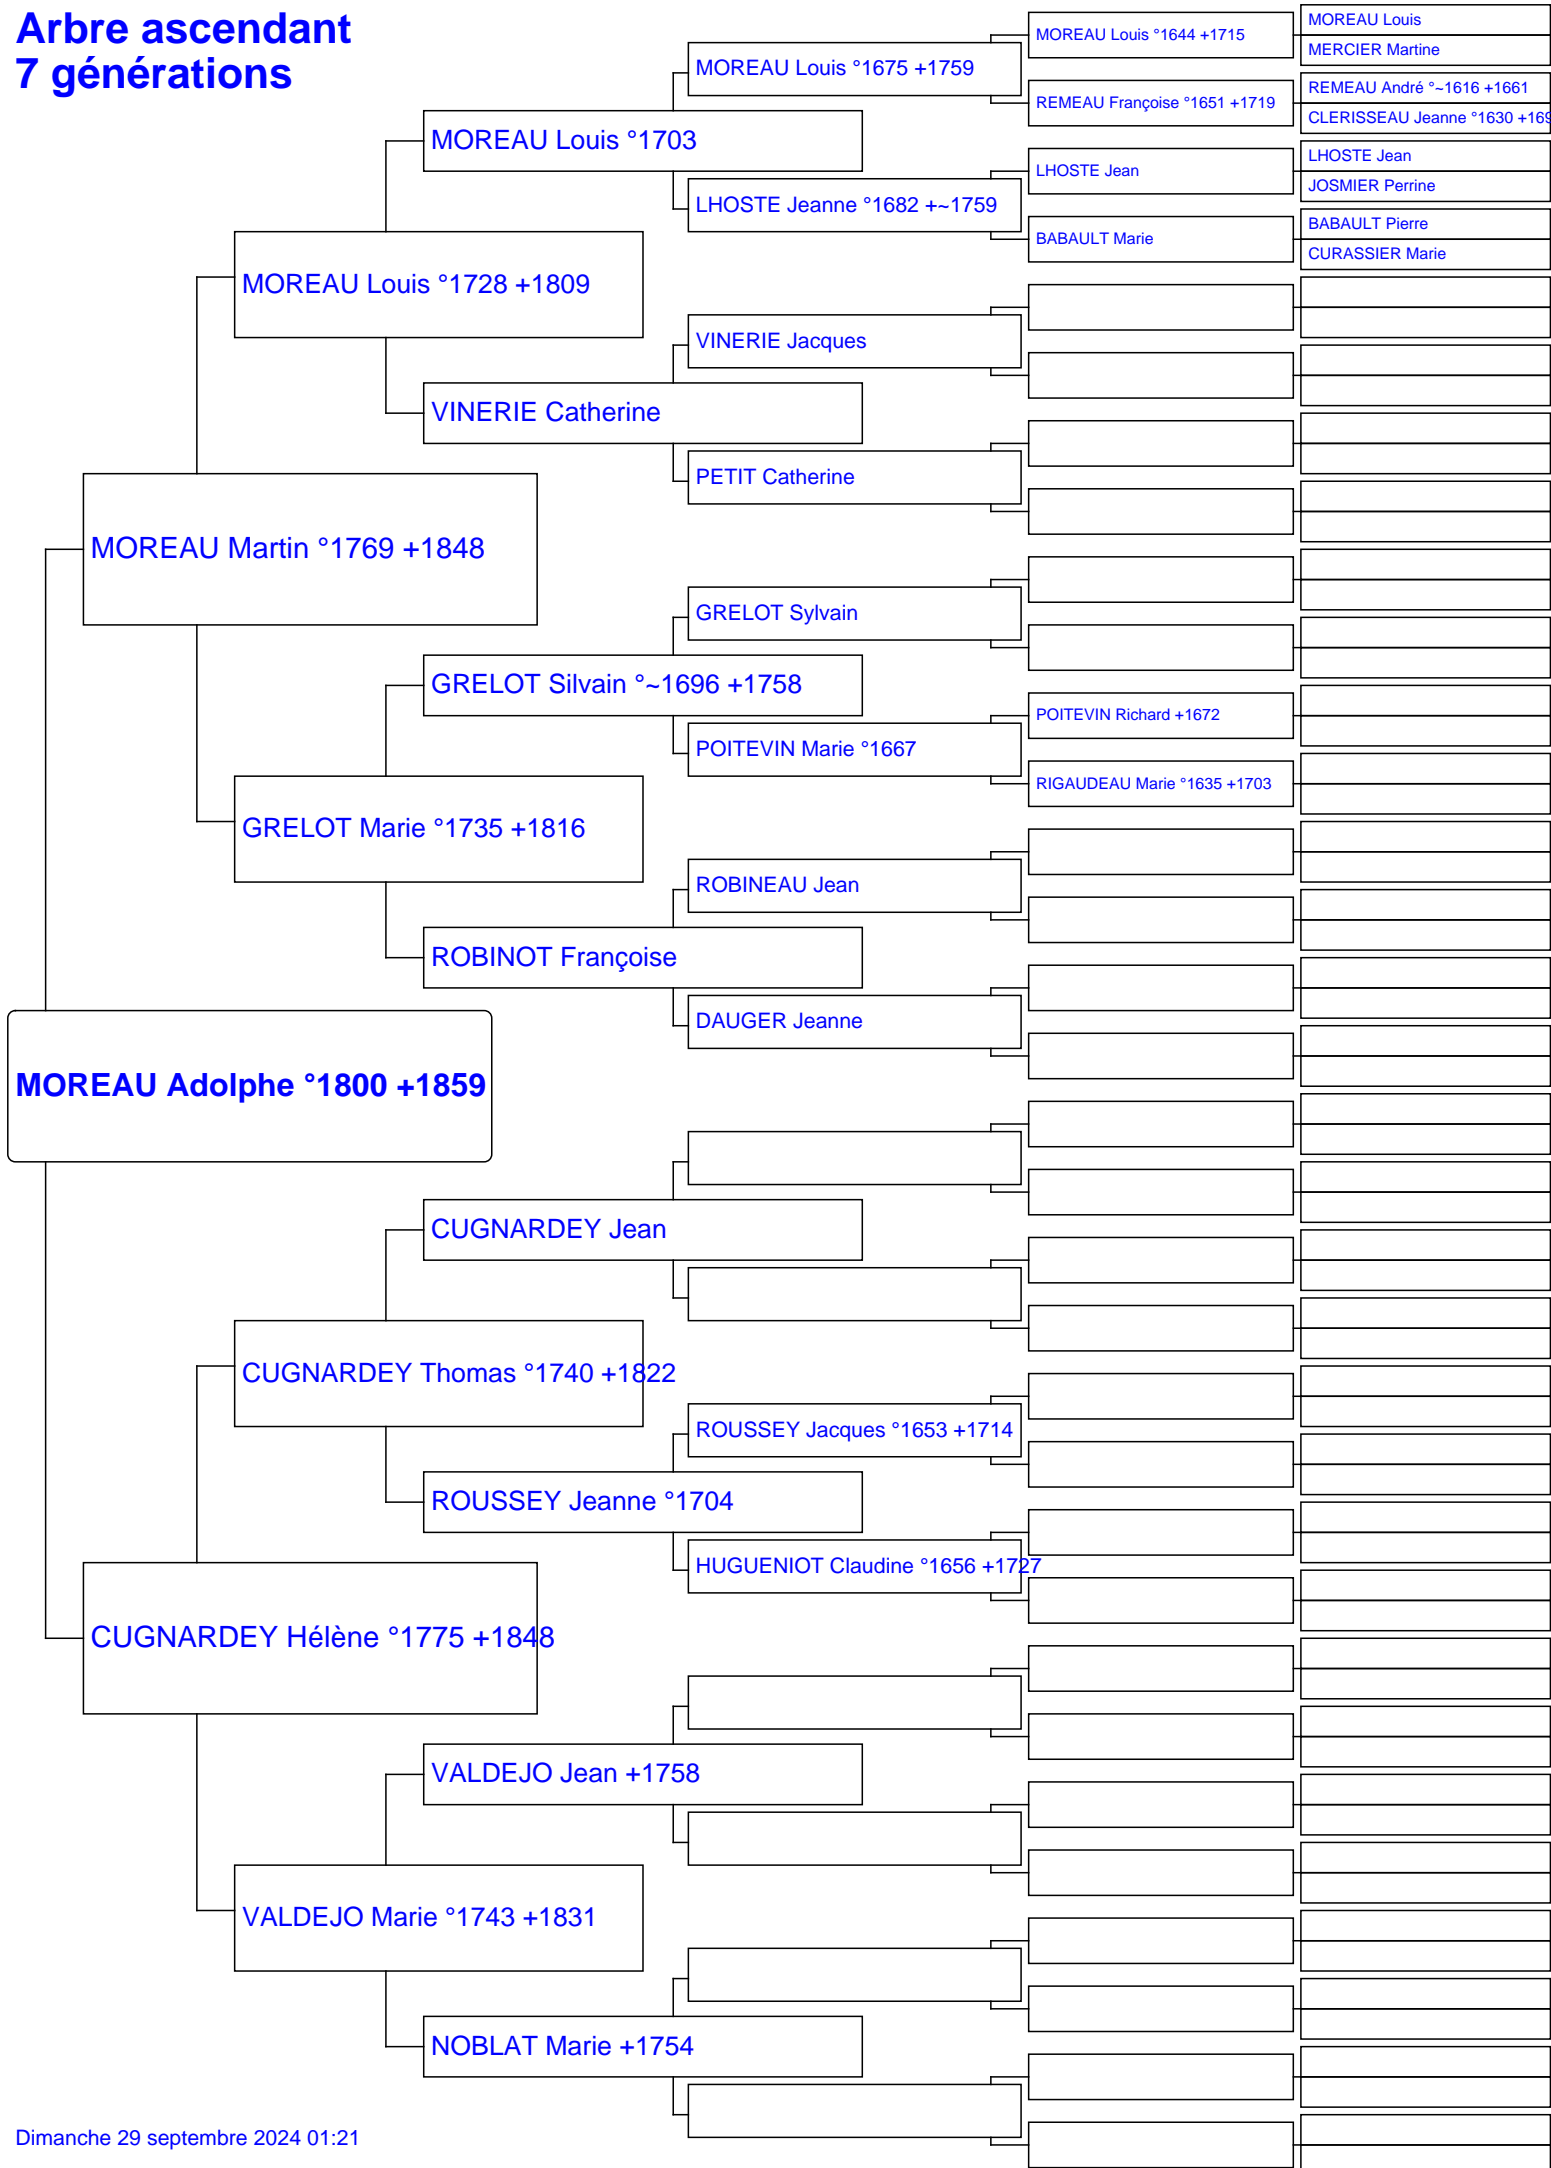 Arbre ascendant
7 générations
MOREAU Adolphe °1800 +1859
MOREAU Martin °1769 +1848
CUGNARDEY Hélène °1775 +1848
MOREAU Louis °1728 +1809
GRELOT Marie °1735 +1816
CUGNARDEY Thomas °1740 +1822
VALDEJO Marie °1743 +1831
MOREAU Louis °1703
VINERIE Catherine
GRELOT Silvain °~1696 +1758
ROBINOT Françoise
CUGNARDEY Jean
ROUSSEY Jeanne °1704
VALDEJO Jean +1758
NOBLAT Marie +1754
MOREAU Louis °1675 +1759
LHOSTE Jeanne °1682 +~1759
VINERIE Jacques
PETIT Catherine
GRELOT Sylvain
POITEVIN Marie °1667
ROBINEAU Jean
DAUGER Jeanne
ROUSSEY Jacques °1653 +1714
HUGUENIOT Claudine °1656 +1727
MOREAU Louis °1644 +1715
REMEAU Françoise °1651 +1719
LHOSTE Jean
BABAULT Marie
POITEVIN Richard +1672
RIGAUDEAU Marie °1635 +1703
MOREAU Louis
MERCIER Martine
REMEAU André °~1616 +1661
CLERISSEAU Jeanne °1630 +169
LHOSTE Jean
JOSMIER Perrine
BABAULT Pierre
CURASSIER Marie
Dimanche 29 septembre 2024 01:21